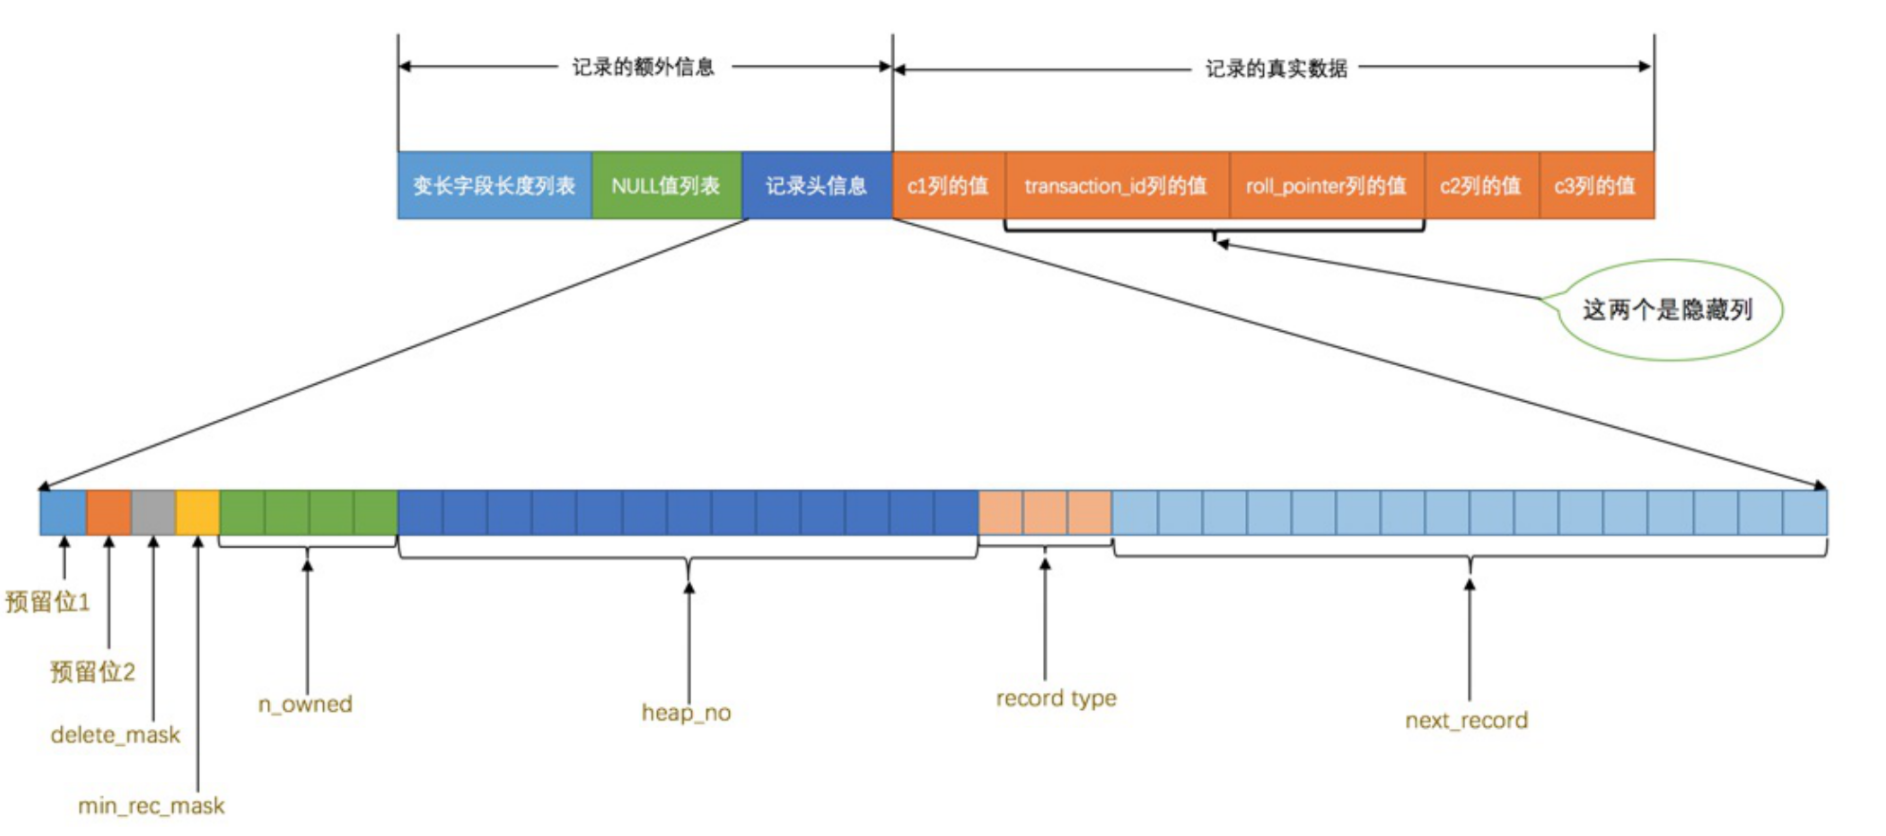 记录的额外信息
记录的真实数据
变长字段长度列表
NULL值列表
记录头信息
c1列的值
transaction_id列的值
roll_pointer列的值
c2列的值
c3列的值
这两个是隐藏列
预留位1
预留位2
delete_mask
min_rec_mask
n_owned
heap_no
record type
next_record